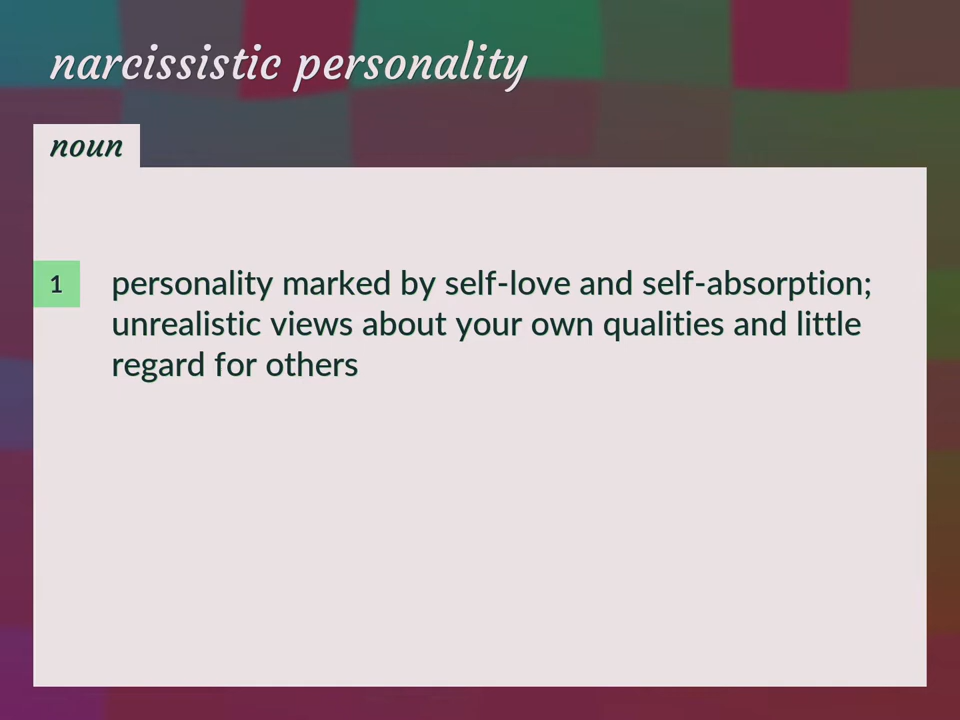 narcissistic personality
noun
1 personality marked by self-love and self-absorption;
unrealistic views about your own qualities and little
regard for others